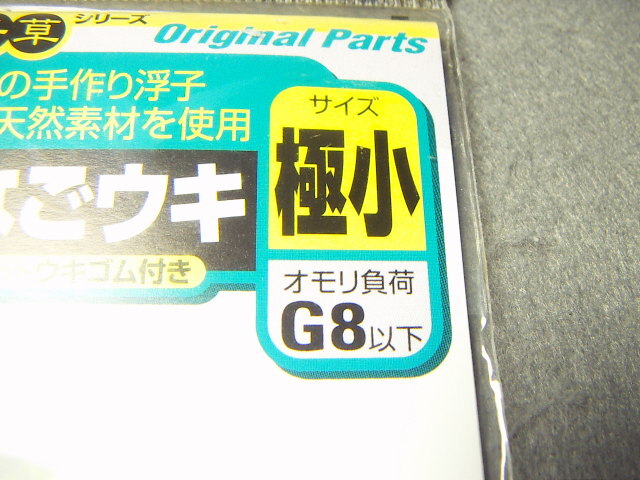 草 シリーズ
Original Parts
の手作り浮子
天然素材を使用
サイズ
極小
ごウキ
ウキゴム付き
オモリ負荷
G8以下